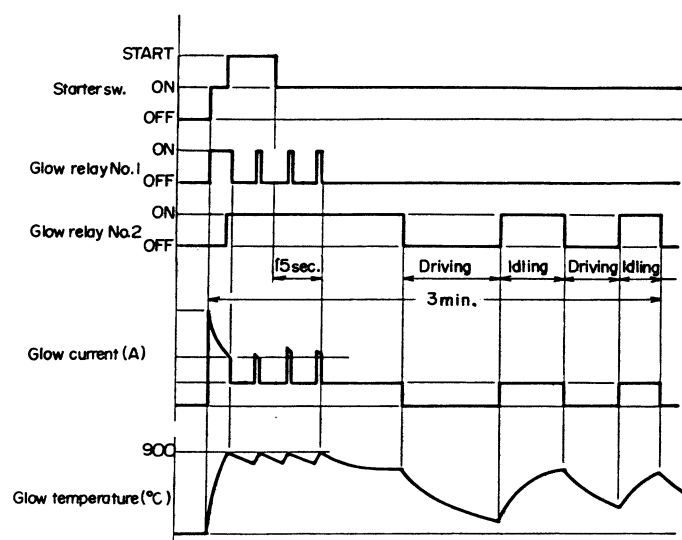 START
Starter sw.
ON
OFF
ON
Glow relay No.1
OFF
ON
Glow relay No.2
OFF
15 sec.
Driving
Idling
Driving
Idling
3 min.
Glow current (A)
900
Glow temperature (°C)